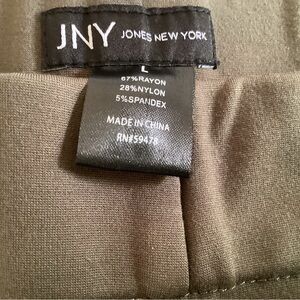 JNY JONES NEW YORK
L
67%RAYON
28%NYLON
5%SPANDEX
MADE IN CHINA
RN#59478